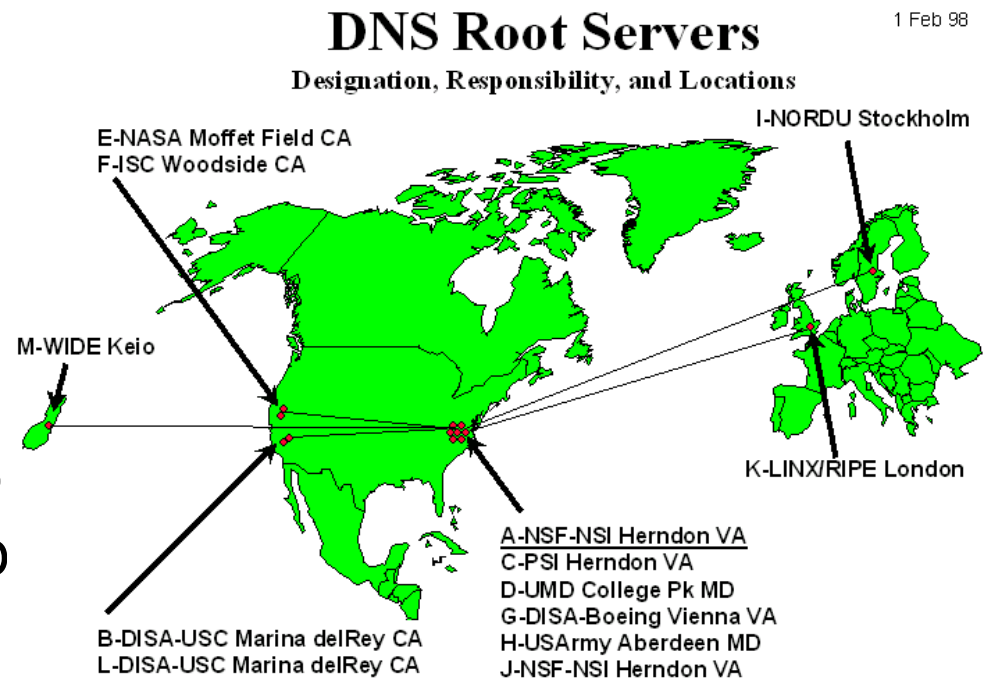 DNS Root Servers
1 Feb 98
Designation, Responsibility, and Locations
I-NORDU Stockholm
E-NASA Moffet Field CA
F-ISC Woodside CA
M-WIDE Keio
K-LINX/RIPE London
A-NSF-NSI Herndon VA
C-PSI Herndon VA
D-UMD College Pk MD
G-DISA-Boeing Vienna VA
H-USArmy Aberdeen MD
J-NSF-NSI Herndon VA
B-DISA-USC Marina delRey CA
L-DISA-USC Marina delRey CA